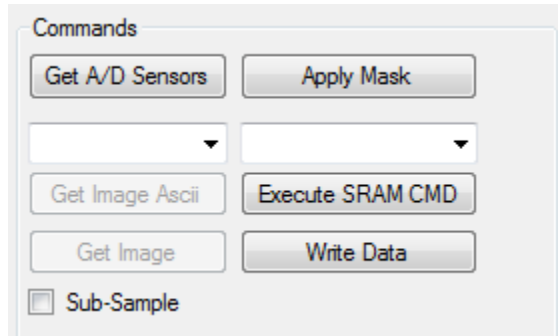 Commands
Get A/D Sensors
Apply Mask
Get Image Ascii
Execute SRAM CMD
Get Image
Write Data
Sub-Sample